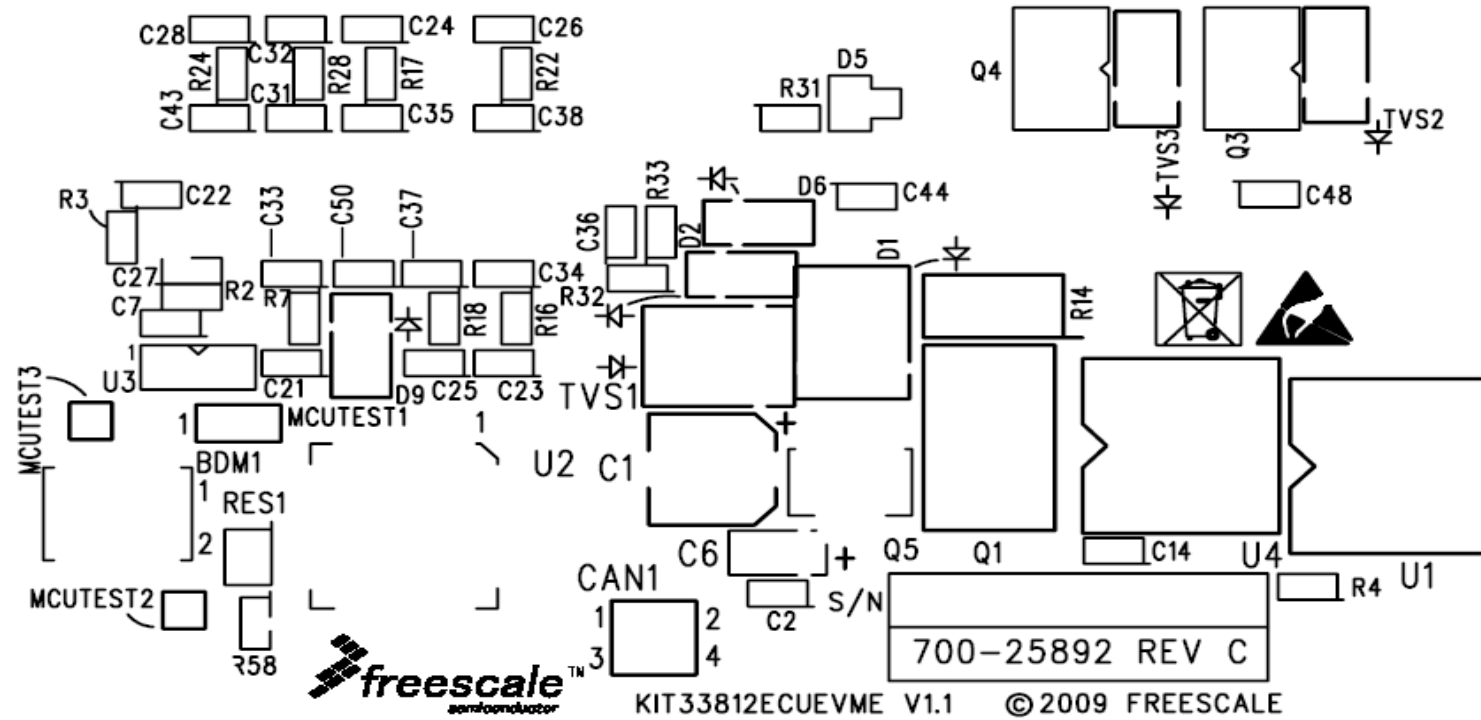 C28
C24
C26
C32
R24
R28
R17
R22
C31
C43
C35
C38
D5
R31
Q4
TVS3
Q3
TVS2
R3
C22
C33
C50
C37
R33
C36
D2
D6
C44
D1
C48
C27
R2
C7
R7
C34
R18
R16
R32
R14
1
U3
C21
D9
C25
C23
TVS1
MCUTEST3
MCUTEST1
1
BDM1
1
2
1
U2
C1
+
RES1
C6
+
Q5
Q1
C14
U4
U1
MCUTEST2
R58
CAN1
1
2
3
4
C2
S/N
R4
700-25892 REV C
freescale™
semiconductor
KIT33812ECUEVME V1.1
© 2009 FREESCALE